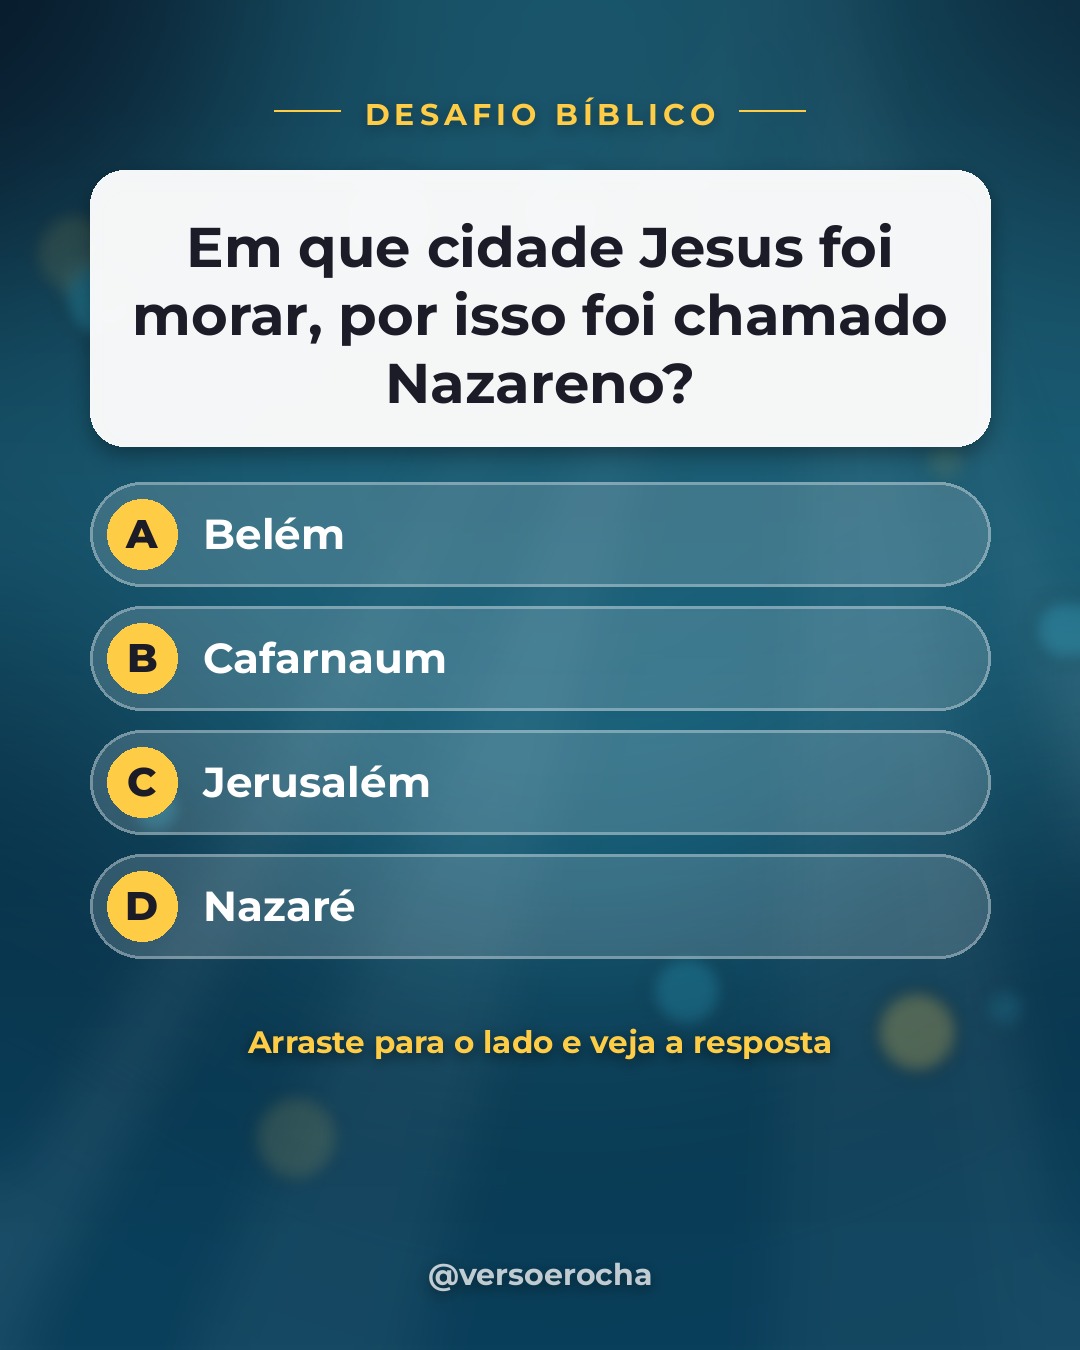 DESAFIO BÍBLICO
Em que cidade Jesus foi
morar, por isso foi chamado
Nazareno?
A Belém
B Cafarnaum
C Jerusalém
D Nazaré
Arraste para o lado e veja a resposta
@versoerocha